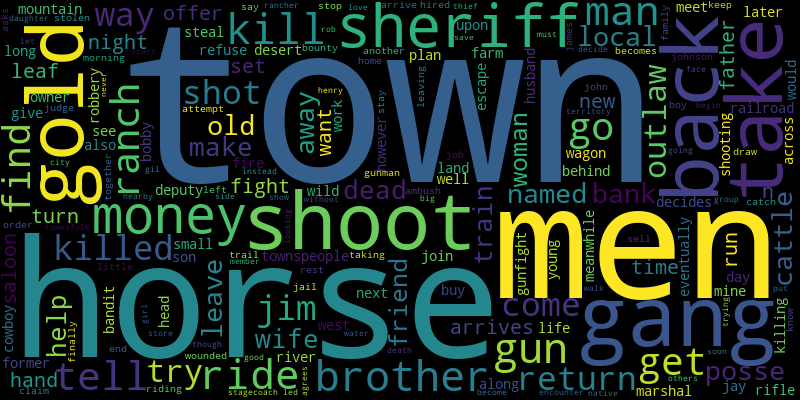 town
horse
men
shoot
gang
gold
sheriff
back
take
money
kill
man
way
offer
mountain
stolen
daughter
asks
long
leaf
night
steal
refuse
desert
rob
stop
love
say
rancher
arrive
hired
thief
bounty
home
another
plan
upon
save
must
local
james
decide
becomes
meet
keep
family
johnson
face
boy
begin
later
father
would
railroad
across
draw
shooting
never
territory
going
find
owner
give
morning
robbery
judge
see
also
city
together
ranch
bobby
gil
shot
set
old
make
fire
henry
attempt
away
want
work
however
stay
husband
farm
escape
leaving
go
new
john
woman
wagon
land
well
job
behind
outlaw
gunman
instead
turn
deputy
left
fight
wild
dead
ambush
big
side
show
nearby
without
looking
train
named
bank
decides
group
catch
cattle
order
townsfolk
saloon
killed
small
son
little
townspeople
taking
trail
member
rest
join
leave
jim
friend
next
buy
gunfight
young
meanwhile
time
eventually
sell
run
day
mine
put
killing
know
cowboy
help
finally
bandit
girl
head
store
wife
jail
west
water
come
arrives
life
walk
trying
former
hand
claim
end
though
wounded
good
river
death
tell
try
ride
riding
stagecoach
led
agrees
brother
along
become
gun
return
encounter
native
get
others
marshal
soon
posse
jay
rifle